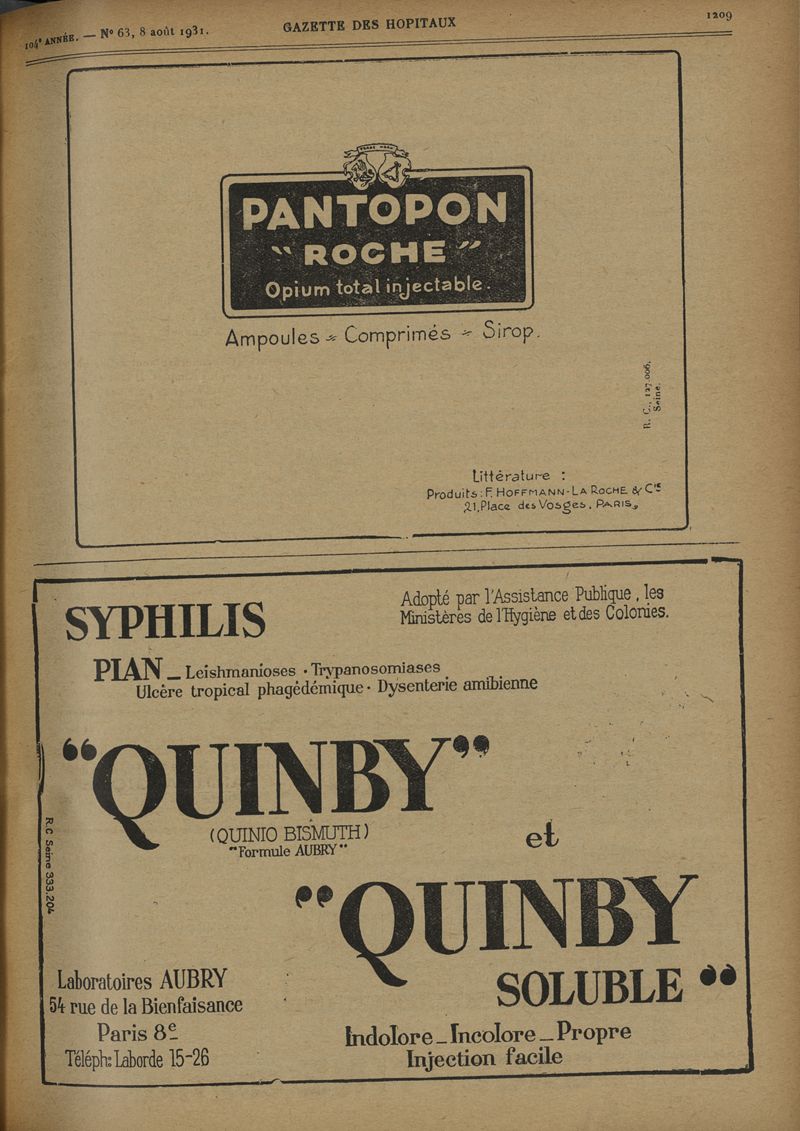 104e ANNÉE. — No 63, 8 août 1931.
GAZETTE DES HOPITAUX
1209
PANTOPON
"ROCHE"
Opium total injectable.
Ampoules - Comprimés - Sirop.
R. C. 127.006.
Seine.
Littérature :
Produits : F. HOFFMANN-LA ROCHE & Cie
21, Place des Vosges. PARIS.
SYPHILIS
Adopté par l'Assistance Publique, les
Ministères de l'Hygiène et des Colonies.
PIAN _ Leishmanioses · Trypanosomiases
Ulcère tropical phagédémique · Dysenterie amibienne
"QUINBY"
(QUINIO BISMUTH)
"Formule AUBRY"
et
"QUINBY
SOLUBLE"
R.C Seine 333.204
Laboratoires AUBRY
54 rue de la Bienfaisance
Paris 8e
Téléph: Laborde 15-26
Indolore _ Incolore _ Propre
Injection facile